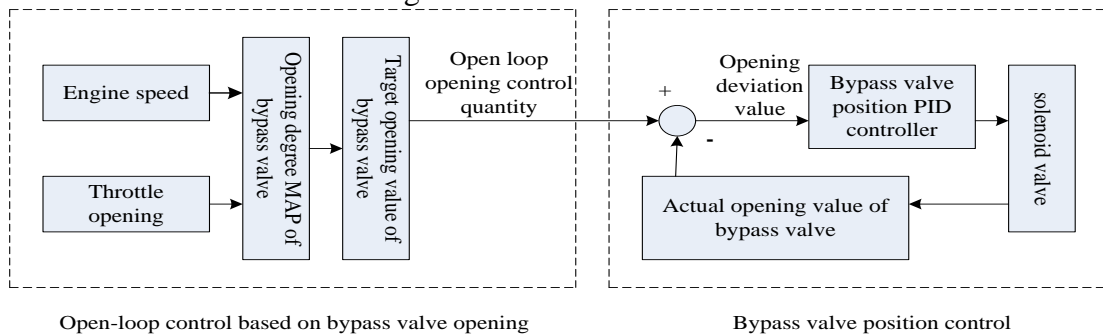 Engine speed
Throttle
opening
Opening degree MAP of
bypass valve
Target opening value of
bypass valve
Open loop
opening control
quantity
+
-
Opening
deviation
value
Bypass valve
position PID
controller
solenoid valve
Actual opening value of
bypass valve
Open-loop control based on bypass valve opening
Bypass valve position control